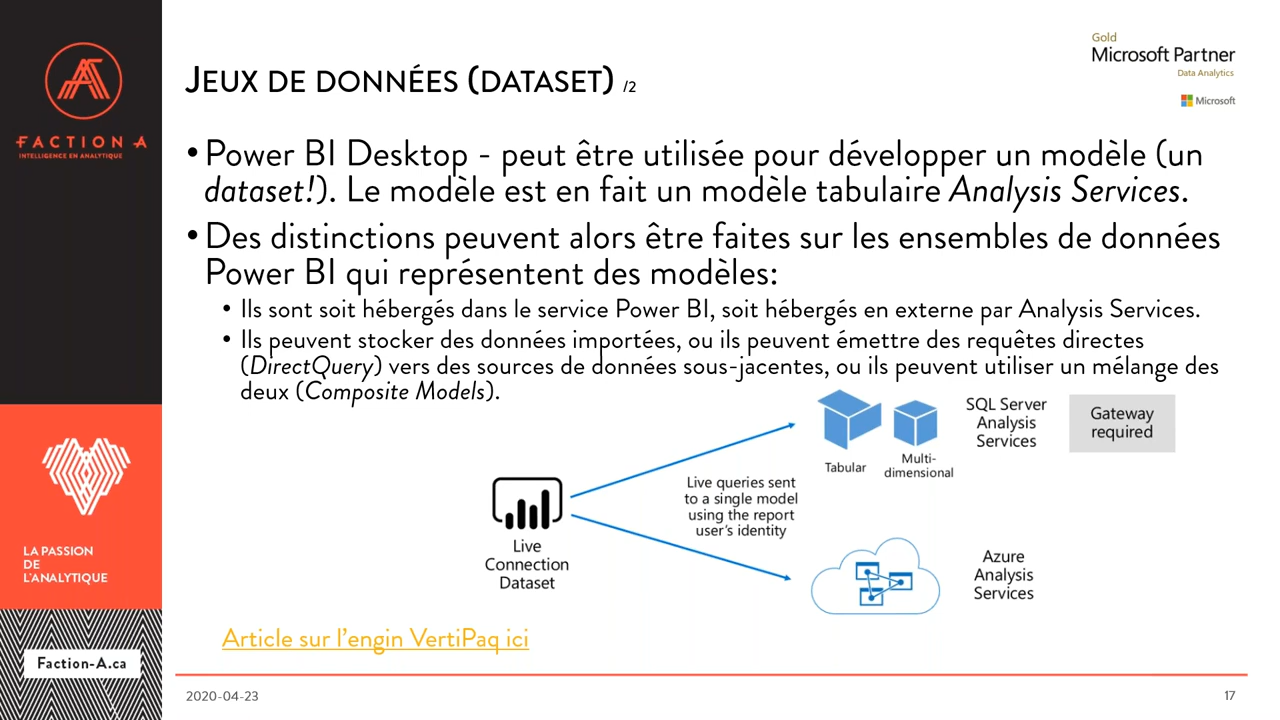 Gold
Microsoft Partner
Data Analytics
Microsoft
FACTION A
INTELLIGENCE EN ANALYTIQUE
JEUX DE DONNÉES (DATASET) /2
• Power BI Desktop - peut être utilisée pour développer un modèle (un
dataset!). Le modèle est en fait un modèle tabulaire Analysis Services.
• Des distinctions peuvent alors être faites sur les ensembles de données
Power BI qui représentent des modèles:
• Ils sont soit hébergés dans le service Power BI, soit hébergés en externe par Analysis Services.
• Ils peuvent stocker des données importées, ou ils peuvent émettre des requêtes directes
(DirectQuery) vers des sources de données sous-jacentes, ou ils peuvent utiliser un mélange des
deux (Composite Models).
SQL Server
Analysis
Services
Gateway
required
Tabular
Multi-
dimensional
Live queries sent
to a single model
using the report
user's identity
Live
Connection
Dataset
Azure
Analysis
Services
Article sur l'engin VertiPaq ici
LA PASSION
DE
L'ANALYTIQUE
Faction-A.ca
2020-04-23
17